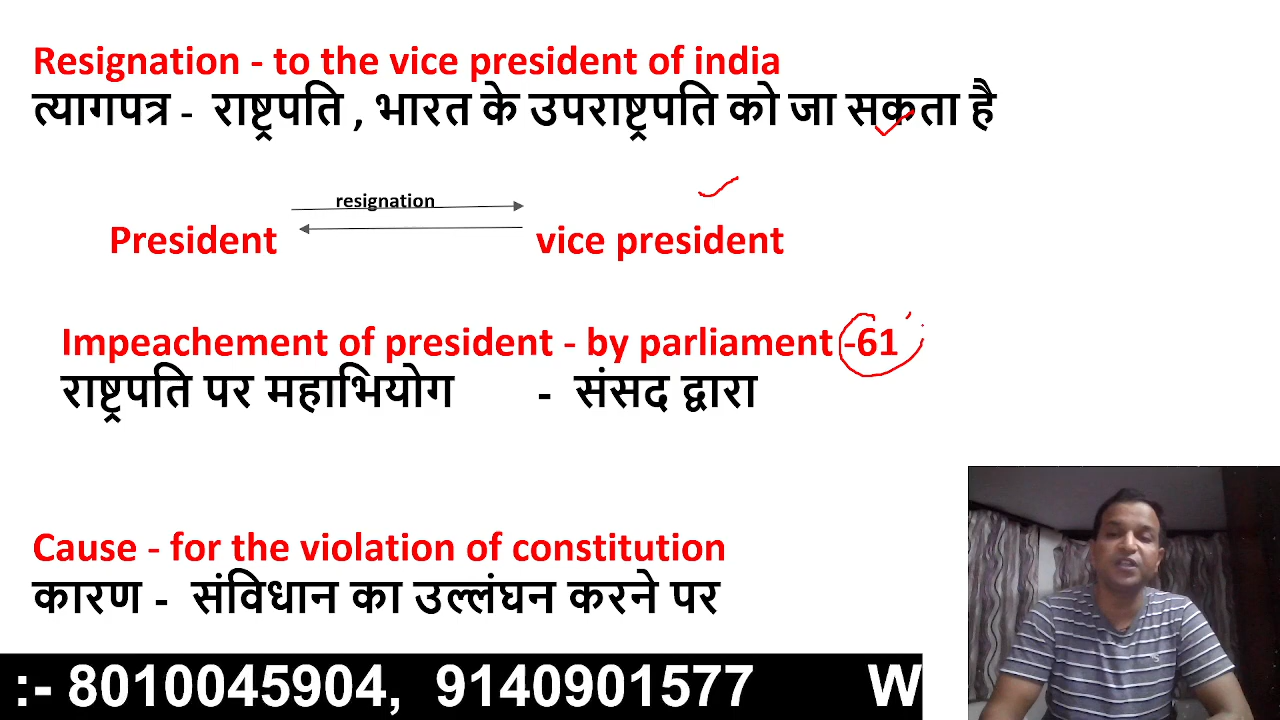 Resignation - to the vice president of india
त्यागपत्र - राष्ट्रपति , भारत के उपराष्ट्रपति को जा सकता है
resignation
President vice president
Impeachement of president - by parliament -61
राष्ट्रपति पर महाभियोग - संसद द्वारा
Cause - for the violation of constitution
कारण - संविधान का उल्लंघन करने पर
:- 8010045904, 9140901577 W